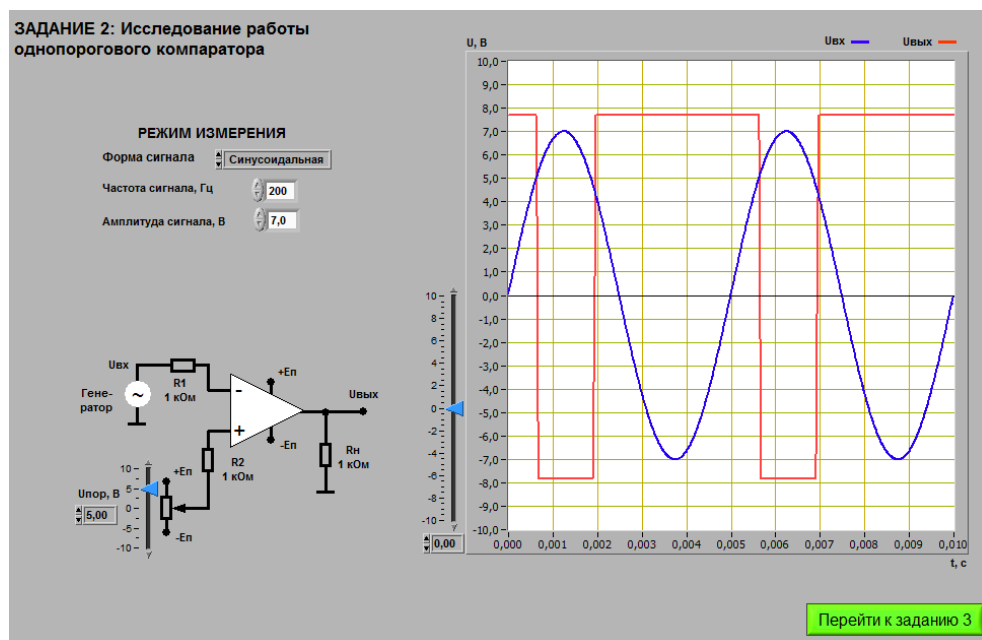 ЗАДАНИЕ 2: Исследование работы
однопорогового компаратора
РЕЖИМ ИЗМЕРЕНИЯ
Форма сигнала Синусоидальная
Частота сигнала, Гц 200
Амплитуда сигнала, В 7,0
Uвх
R1
1 кОм
Гене-
ратор
~
-
+
+Eп
-Eп
Uвых
Rн
1 кОм
R2
1 кОм
Uпор, В
5,00
10
5
0
-5
-10
+Eп
-Eп
10
8
6
4
2
0
-2
-4
-6
-8
-10
0,00
U, В
Uвх Uвых
10,0
9,0
8,0
7,0
6,0
5,0
4,0
3,0
2,0
1,0
0,0
-1,0
-2,0
-3,0
-4,0
-5,0
-6,0
-7,0
-8,0
-9,0
-10,0
0,000 0,001 0,002 0,003 0,004 0,005 0,006 0,007 0,008 0,009 0,010
t, с
Перейти к заданию 3